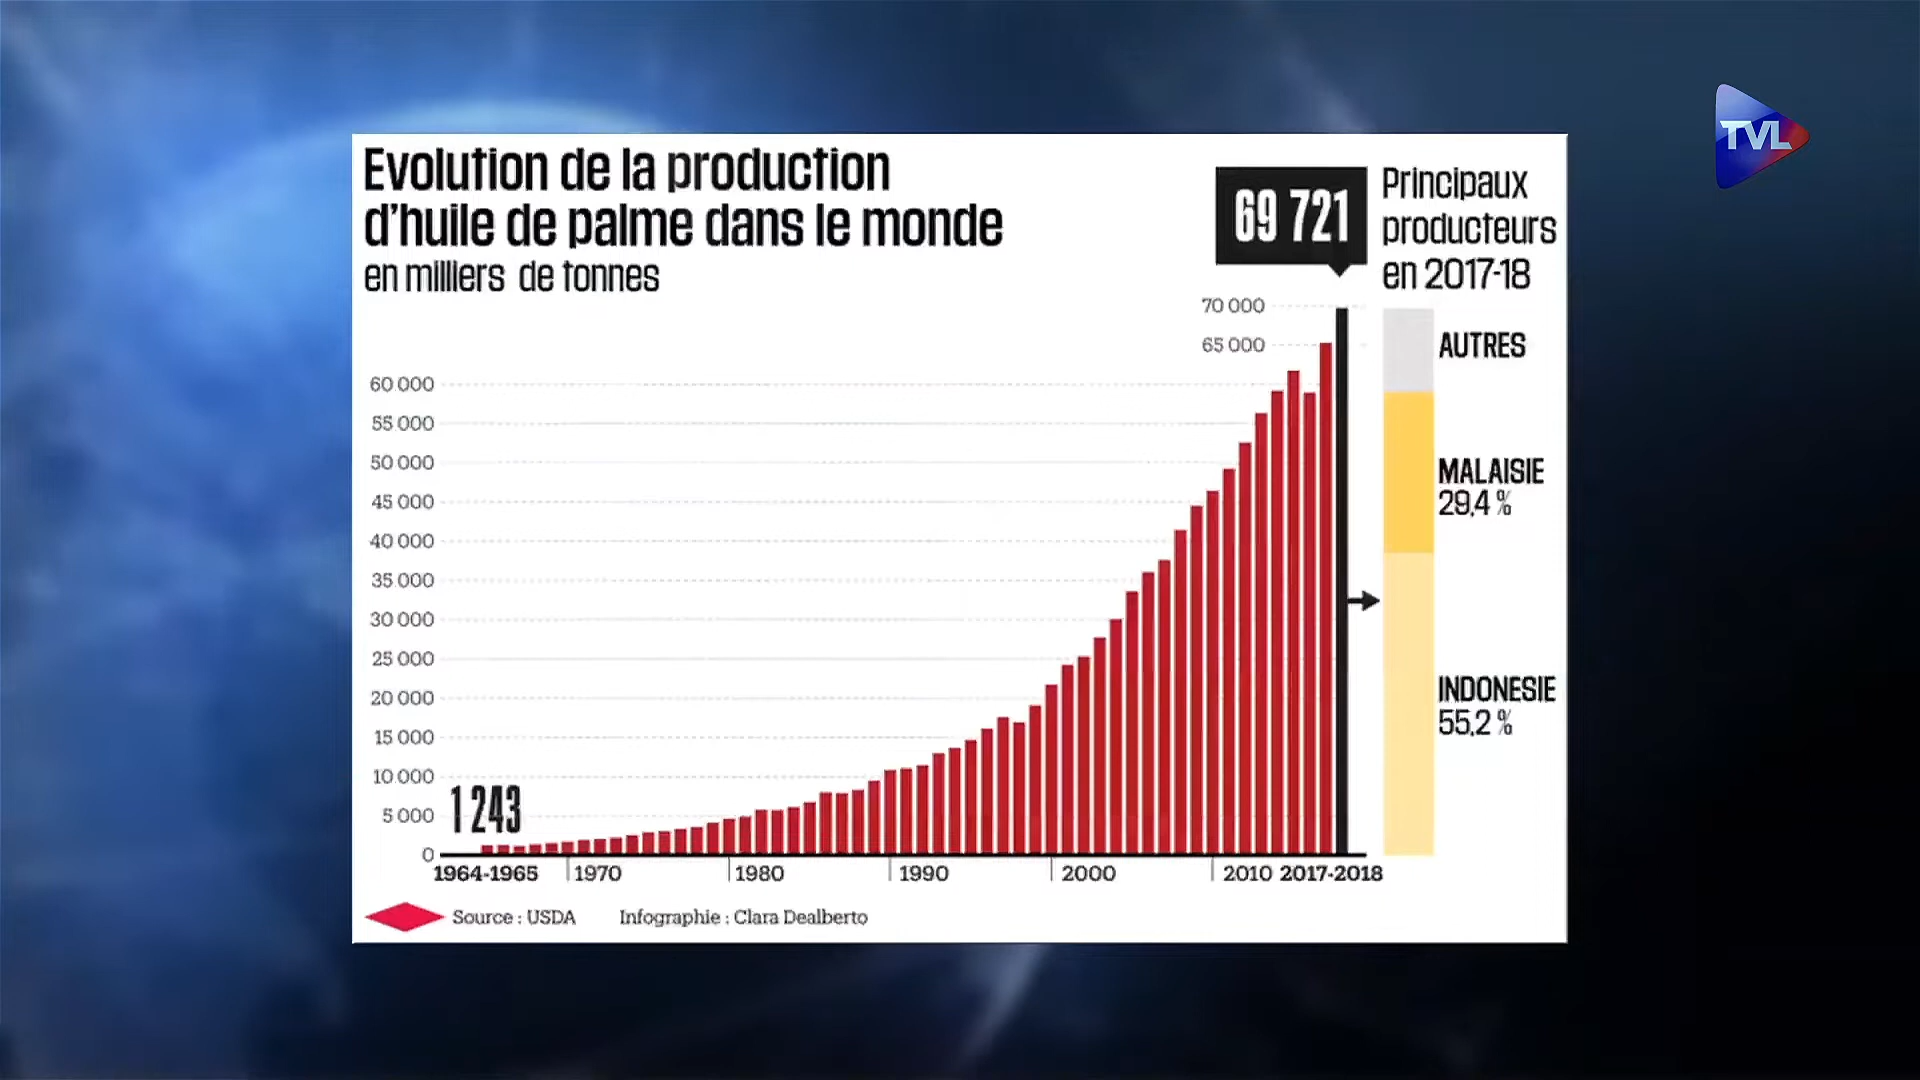 TVL
Evolution de la production
d'huile de palme dans le monde
en milliers de tonnes
69 721
Principaux
producteurs
en 2017-18
70 000
65 000
60 000
55 000
50 000
45 000
40 000
35 000
30 000
25 000
20 000
15 000
10 000
5 000
0
1 243
AUTRES
MALAISIE
29,4 %
INDONESIE
55,2 %
1964-1965 1970 1980 1990 2000 2010 2017-2018
Source : USDA Infographie : Clara Dealberto